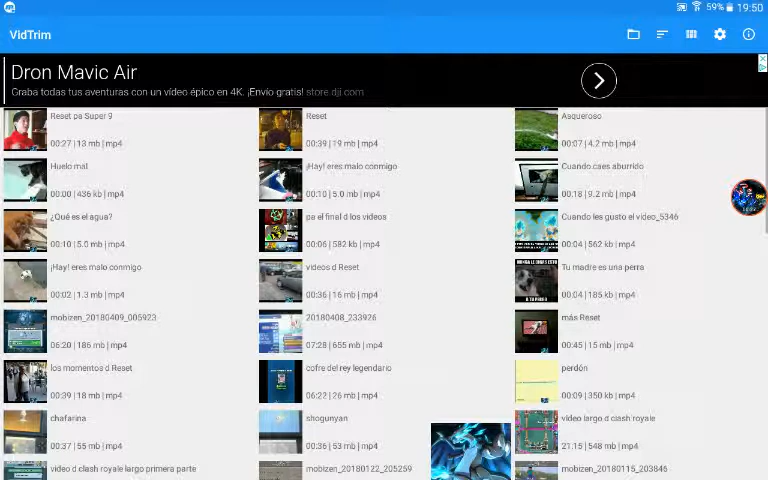 59% 19:50
VidTrim
Dron Mavic Air
Graba todas tus aventuras con un vídeo épico en 4K. ¡Envío gratis! store.dji.com
Reset pa Super 9
00:27 | 13 mb | mp4
Reset
00:39 | 19 mb | mp4
Asqueroso
00:07 | 4.2 mb | mp4
Huelo mal
00:00 | 436 kb | mp4
¡Hay! eres malo conmigo
00:10 | 5.0 mb | mp4
Cuando caes aburrido
00:18 | 9.2 mb | mp4
¿Qué es el agua?
00:10 | 5.0 mb | mp4
pa el final d los videos
00:06 | 582 kb | mp4
Cuando les gusto el video_5346
00:04 | 562 kb | mp4
¡Hay! eres malo conmigo
00:02 | 1.3 mb | mp4
videos d Reset
00:36 | 16 mb | mp4
Tu madre es una perra
00:04 | 185 kb | mp4
mobizen_20180409_005923
06:20 | 186 mb | mp4
20180408_233926
07:28 | 655 mb | mp4
más Reset
00:45 | 15 mb | mp4
los momentos d Reset
00:39 | 18 mb | mp4
cofre del rey legendario
06:22 | 26 mb | mp4
perdón
00:09 | 350 kb | mp4
chafarina
00:37 | 55 mb | mp4
shogunyan
00:36 | 53 mb | mp4
video largo d clash royale
21:15 | 548 mb | mp4
video d clash royale largo primera parte
mobizen_20180122_205259
mobizen_20180115_203846